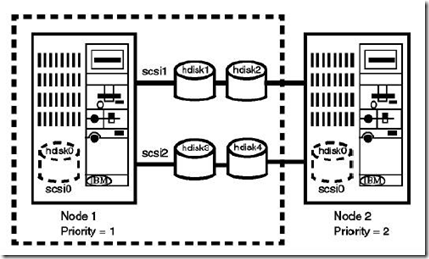 scsi1
hdisk1
hdisk2
scsi2
hdisk3
hdisk4
hdisk0
scsi0
IBM
hdisk0
scsi0
IBM
Node 1
Priority = 1
Node 2
Priority = 2